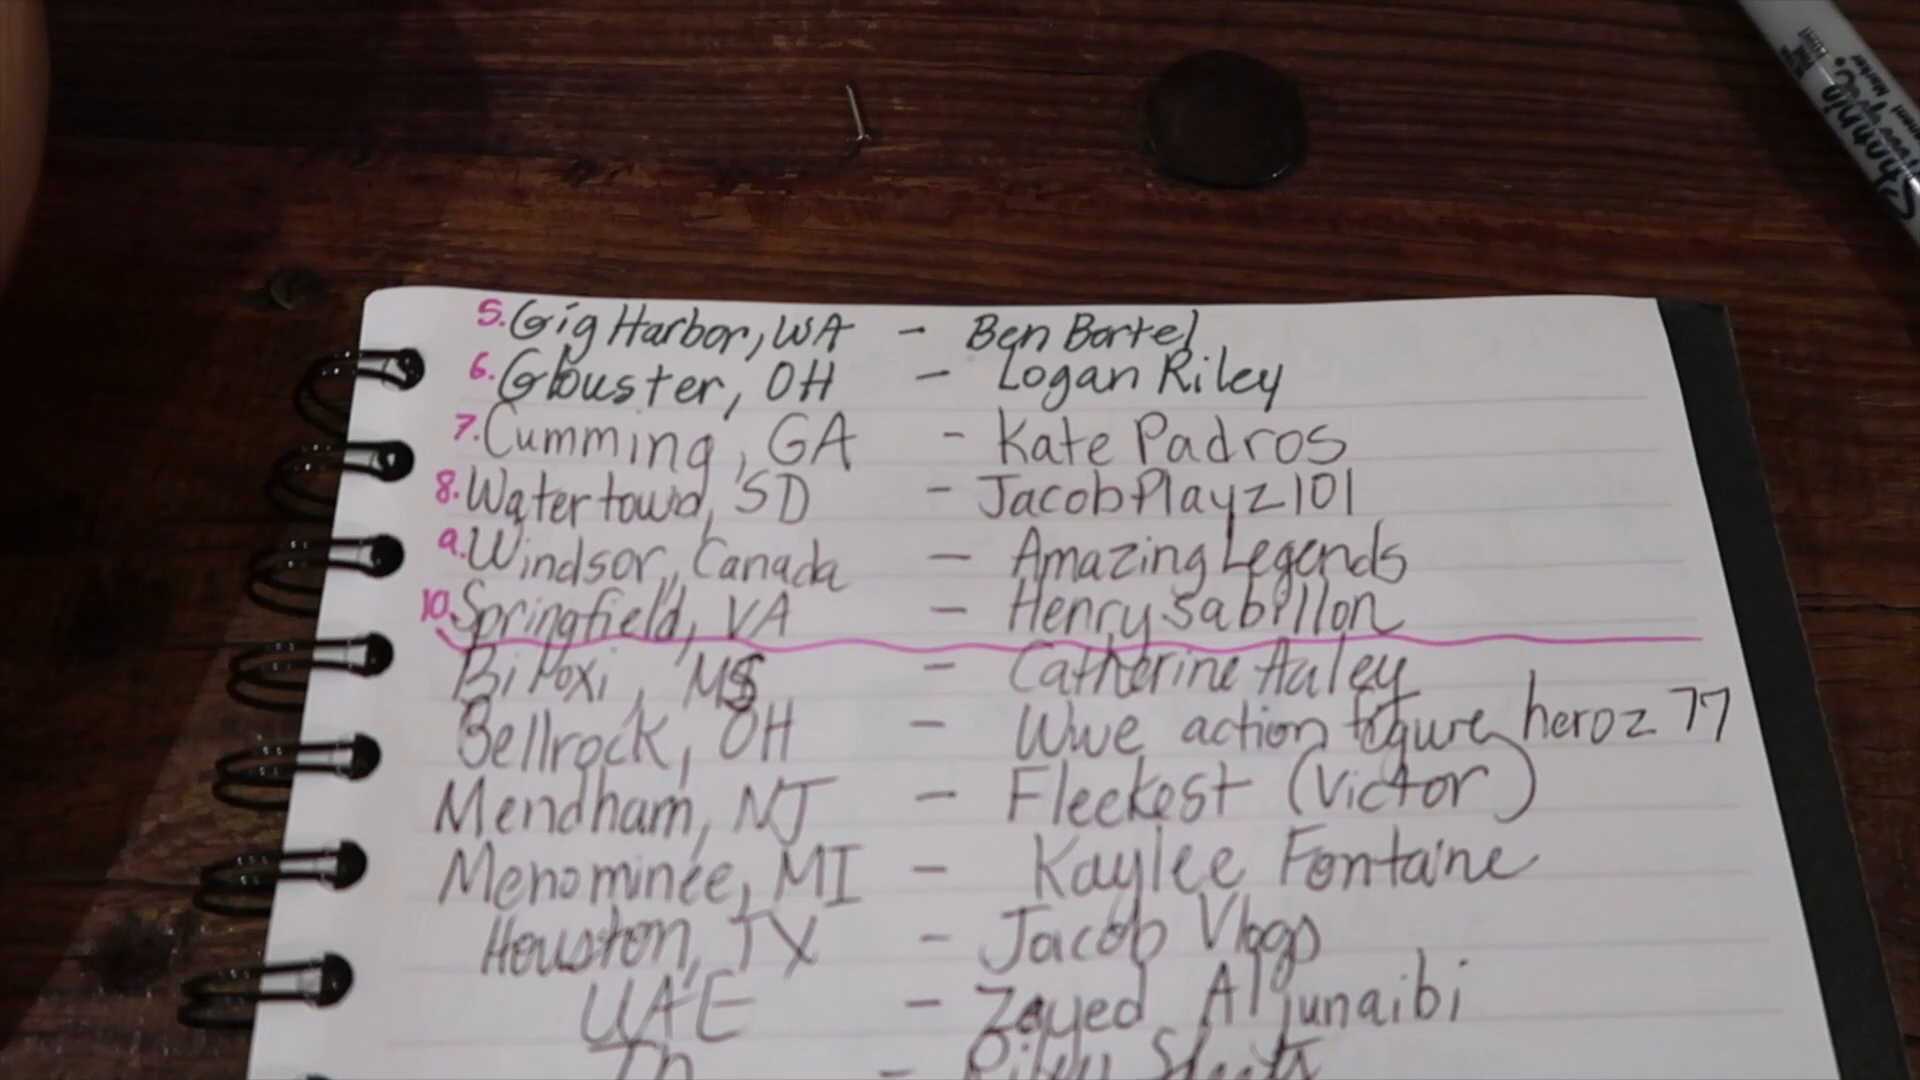 5. Gig Harbor, WA - Ben Bartel
6. Glouster, OH - Logan Riley
7. Cumming, GA - Kate Padros
8. Watertown, SD - JacobPlayz101
9. Windsor, Canada - Amazing Legends
10. Springfield, VA - Henry Sabillon
Biloxi, MS - Catherine Haley
Bellrock, OH - Wwe action figure heroz 77
Mendham, NJ - Fleekest (Victor)
Menominee, MI - Kaylee Fontaine
Houston, TX - Jacob Vlogs
UAE - Zayed Aljunaibi
Sharpie.